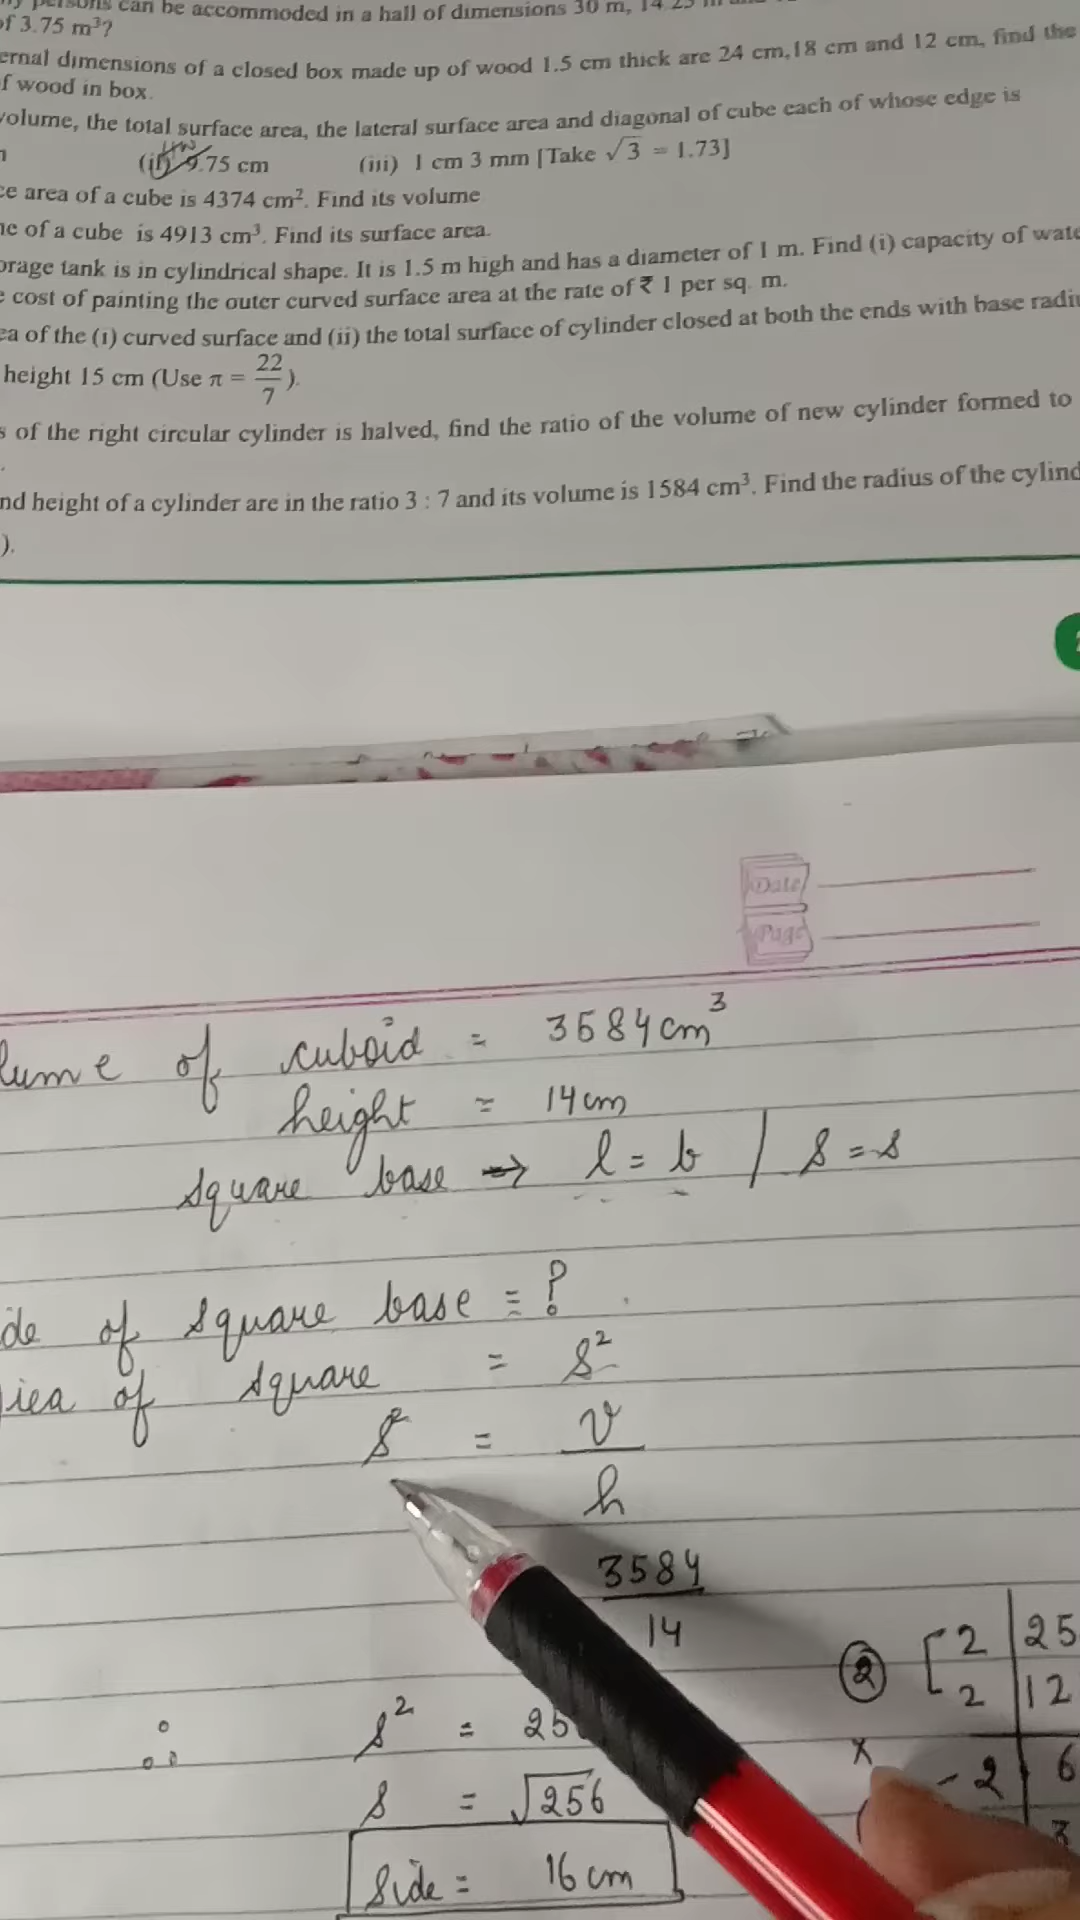 persons can be accommoded in a hall of dimensions 30 m, 14.25 m
of 3.75 m³?
ernal dimensions of a closed box made up of wood 1.5 cm thick are 24 cm, 18 cm and 12 cm, find the
f wood in box.
volume, the total surface area, the lateral surface area and diagonal of cube each of whose edge is
HW
(ii) 9.75 cm (iii) 1 cm 3 mm [Take √3 = 1.73]
ce area of a cube is 4374 cm². Find its volume
ne of a cube is 4913 cm³. Find its surface area.
orage tank is in cylindrical shape. It is 1.5 m high and has a diameter of 1 m. Find (i) capacity of wate
e cost of painting the outer curved surface area at the rate of ₹ 1 per sq. m.
ea of the (i) curved surface and (ii) the total surface of cylinder closed at both the ends with base radiu
height 15 cm (Use π = 22/7).
s of the right circular cylinder is halved, find the ratio of the volume of new cylinder formed to
nd height of a cylinder are in the ratio 3 : 7 and its volume is 1584 cm³. Find the radius of the cylind
).
Date
Page
lume of cuboid = 3584 cm³
height = 14 cm
square base → l = b / s = s
ide of square base = ?
rea of square = s²
s² = v/h
3584/14
② [2 | 25
2 | 12
∴ s² = 25
x - 2 | 6
s = √256
3
Side = 16 cm